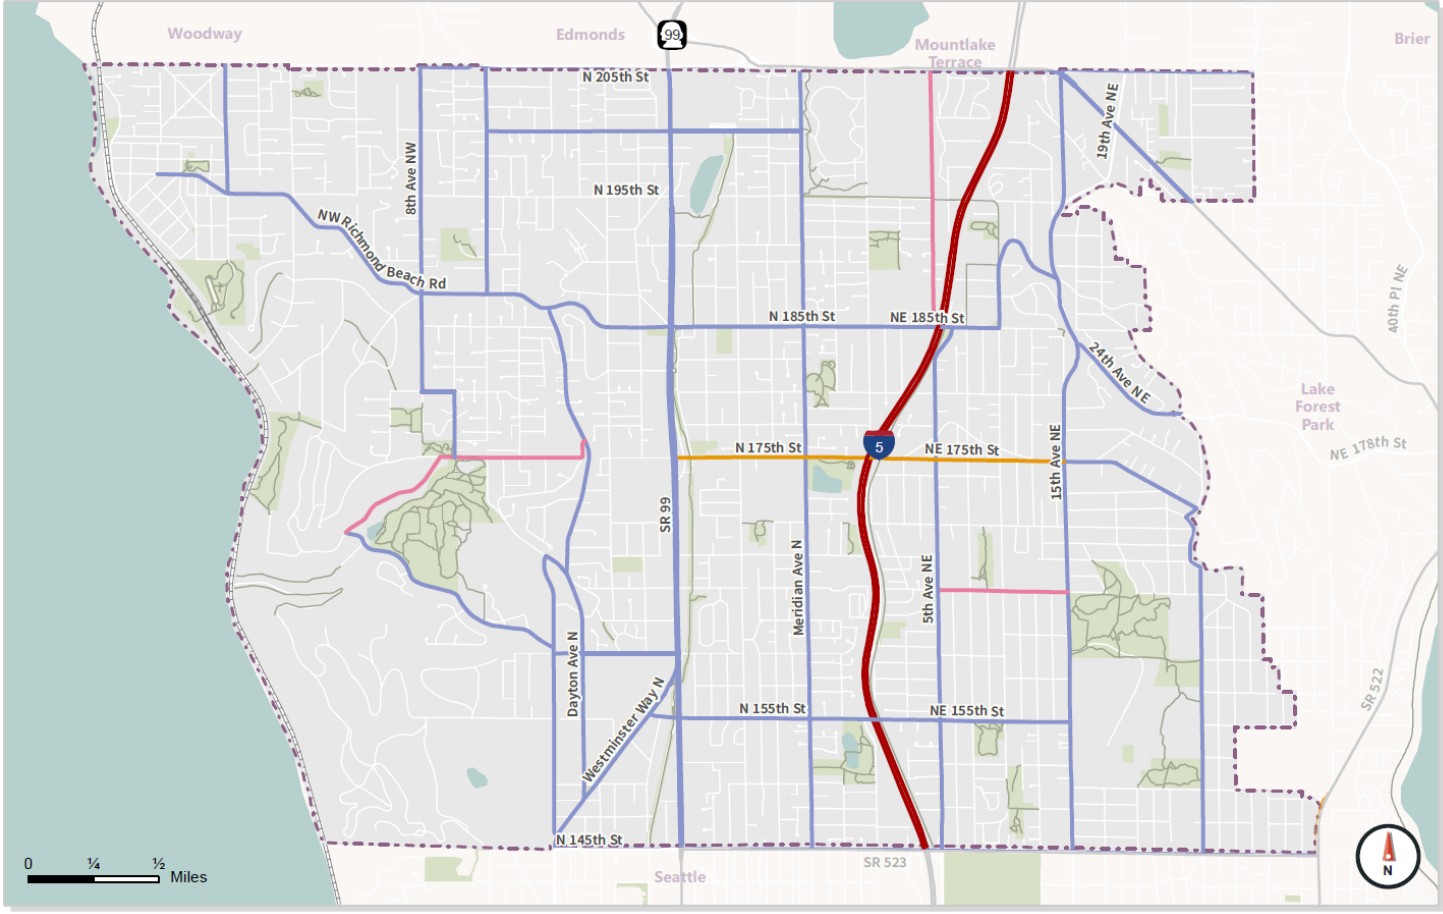 Woodway
Edmonds
99
Mountlake
Terrace
Brier
N 205th St
19th Ave NE
8th Ave NW
N 195th St
NW Richmond Beach Rd
40th Pl NE
N 185th St
NE 185th St
24th Ave NE
Lake
Forest
Park
N 175th St
5
NE 175th St
NE 178th St
15th Ave NE
SR 99
Meridian Ave N
5th Ave NE
Dayton Ave N
Westminster Way N
SR 522
N 155th St
NE 155th St
N 145th St
SR 523
0
¼
½
Miles
Seattle
N